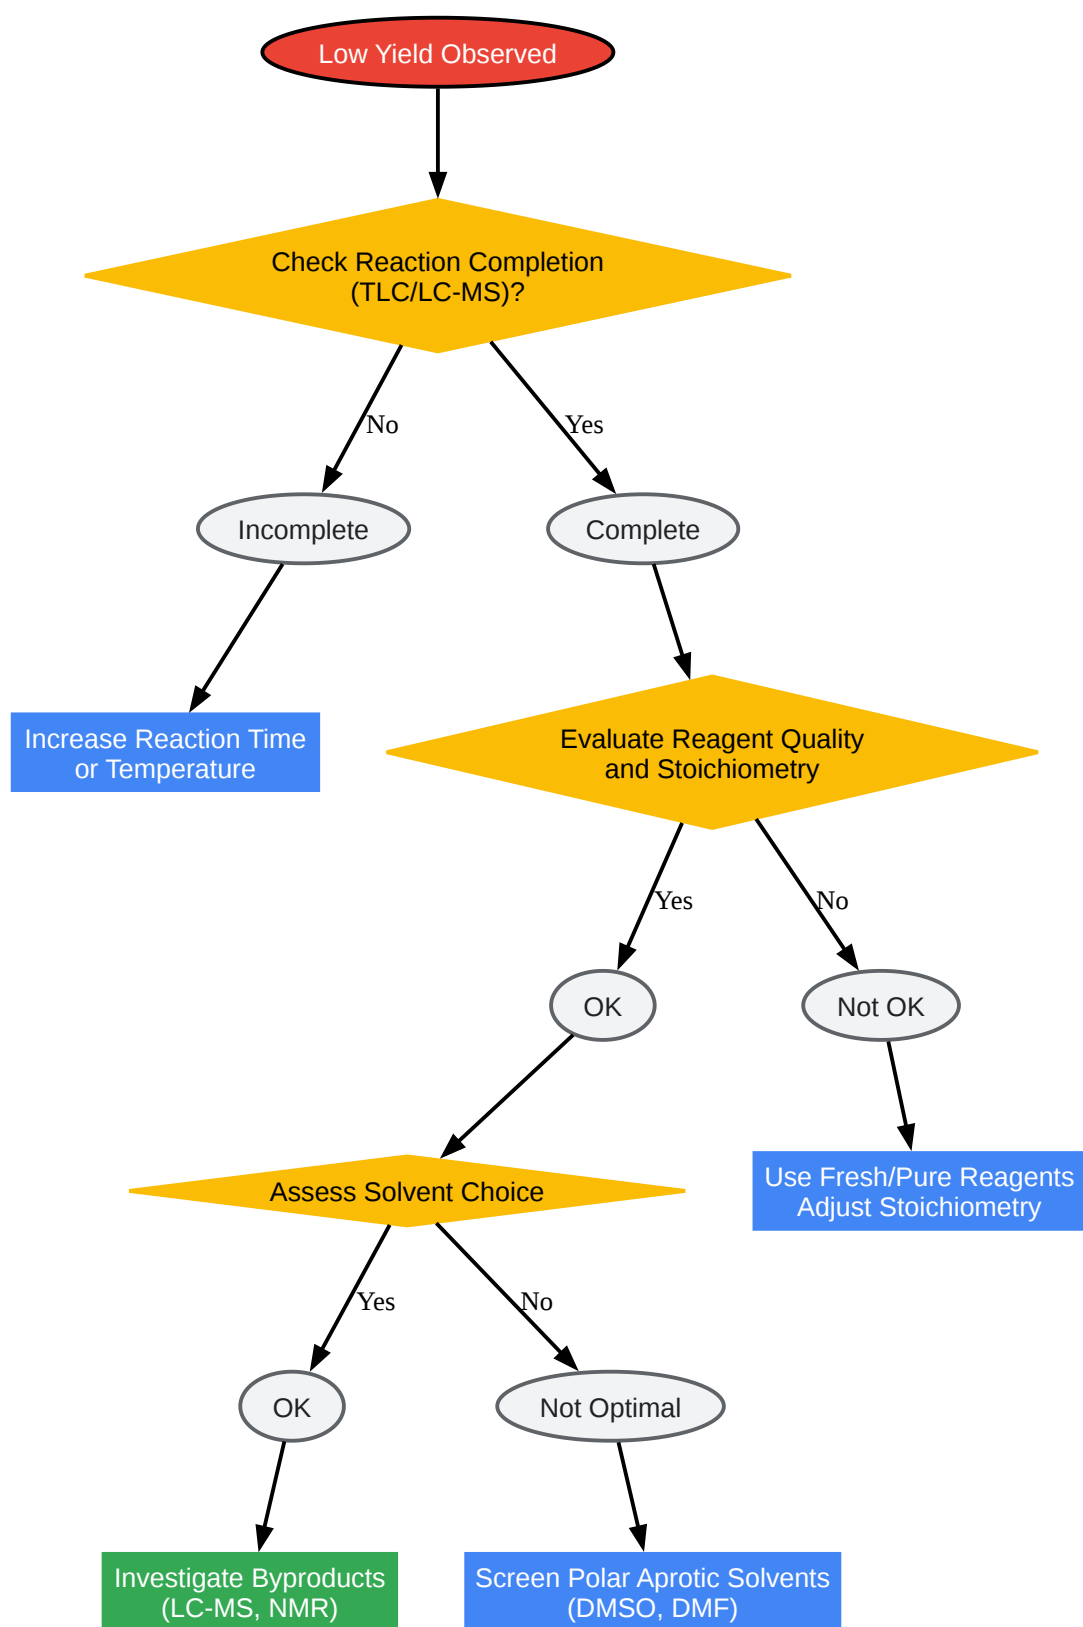 Low Yield Observed
Check Reaction Completion
(TLC/LC-MS)?
No
Yes
Incomplete
Complete
Increase Reaction Time
or Temperature
Evaluate Reagent Quality
and Stoichiometry
Yes
No
OK
Not OK
Use Fresh/Pure Reagents
Adjust Stoichiometry
Assess Solvent Choice
Yes
No
OK
Not Optimal
Investigate Byproducts
(LC-MS, NMR)
Screen Polar Aprotic Solvents
(DMSO, DMF)